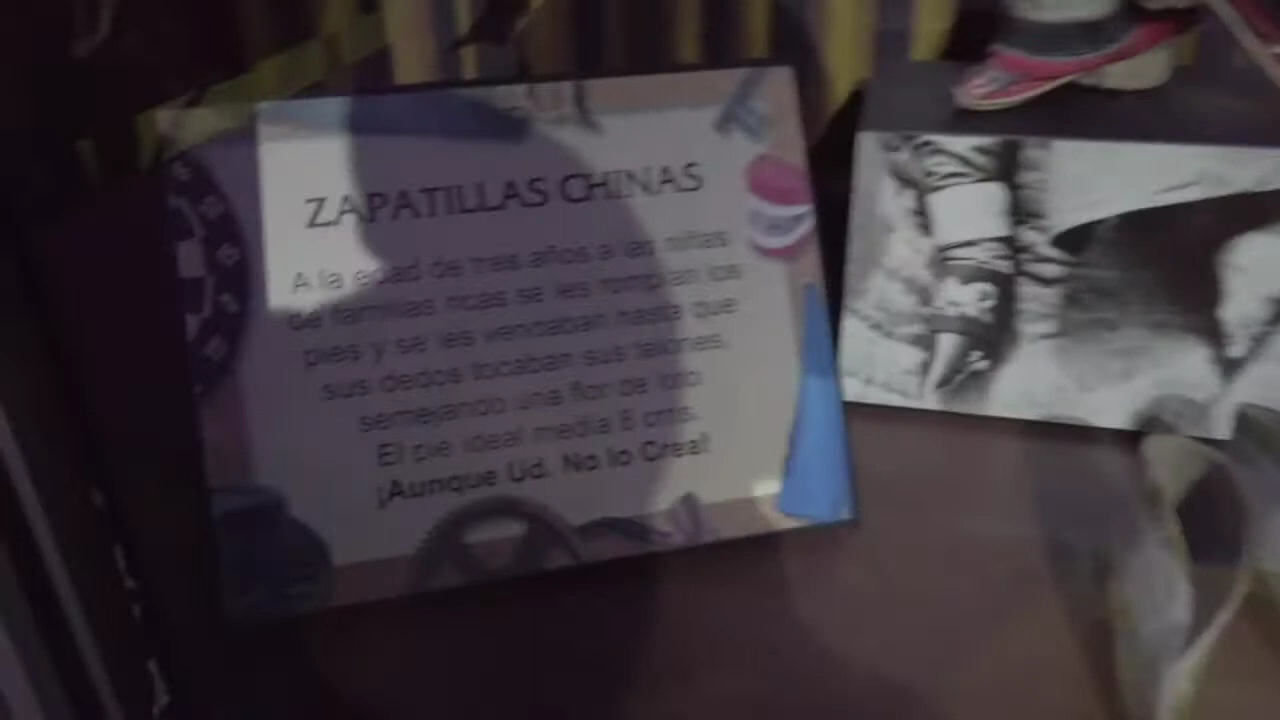 ZAPATILLAS CHINAS
A la edad de tres años a las niñas
de familias ricas se les rompian los
pies y se les vendaban hasta que
sus dedos tocaban sus talones,
semejando una flor de loto
El pie ideal media 8 cms.
¡Aunque Ud. No lo Crea!